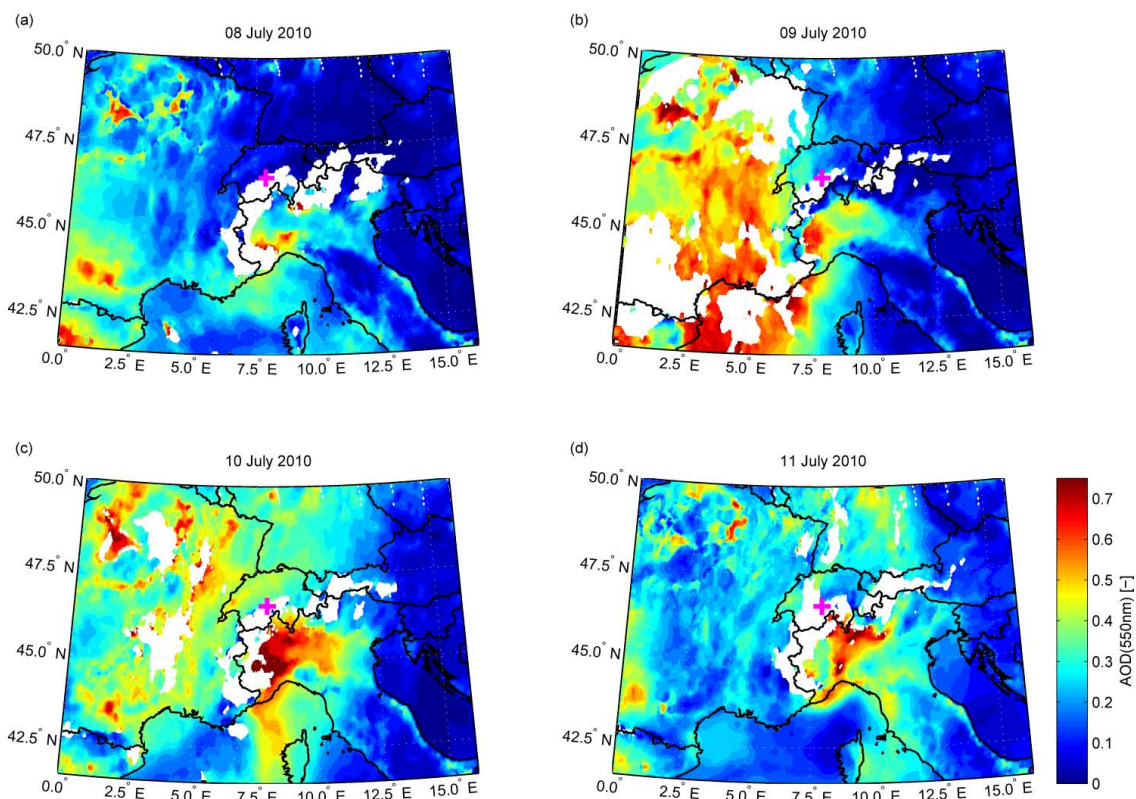 (a)
08 July 2010
50.0° N
47.5° N
45.0° N
42.5° N
0.0° E
2.5° E
5.0° E
7.5° E
10.0° E
12.5° E
15.0° E
(b)
09 July 2010
50.0° N
47.5° N
45.0° N
42.5° N
0.0° E
2.5° E
5.0° E
7.5° E
10.0° E
12.5° E
15.0° E
(c)
10 July 2010
50.0° N
47.5° N
45.0° N
42.5° N
0.0° E
2.5° E
5.0° E
7.5° E
10.0° E
12.5° E
15.0° E
(d)
11 July 2010
50.0° N
47.5° N
45.0° N
42.5° N
0.0° E
2.5° E
5.0° E
7.5° E
10.0° E
12.5° E
15.0° E
0.7
0.6
0.5
0.4
0.3
0.2
0.1
0
AOD(550nm) [-]